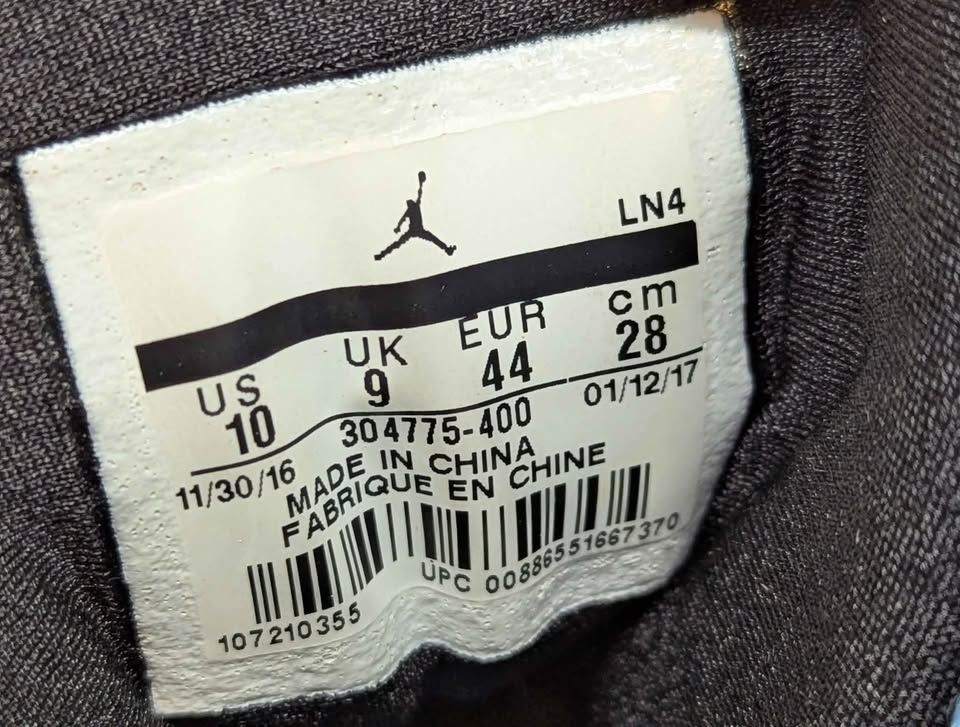 LN4
US UK EUR cm
10 9 44 28
11/30/16 304775-400 01/12/17
MADE IN CHINA
FABRIQUE EN CHINE
107210355 UPC 00886551667370